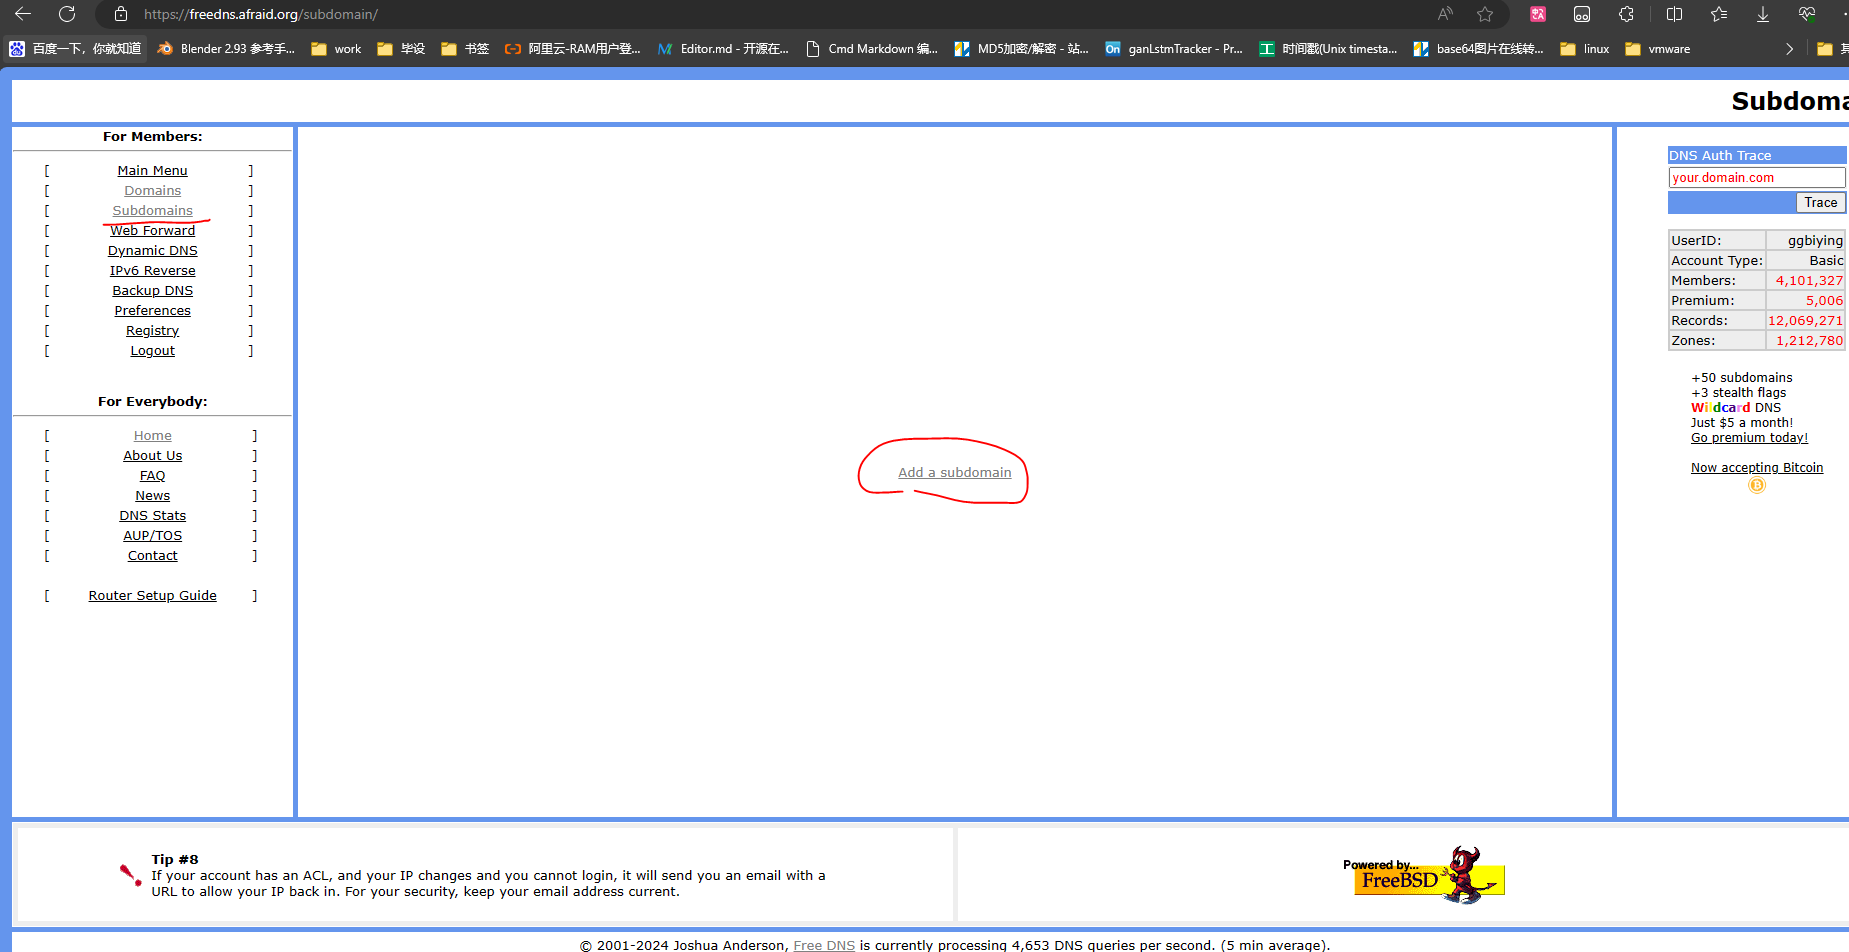 https://freedns.afraid.org/subdomain/
百度一下，你就知道 Blender 2.93 参考手... work 毕设 书签 阿里云-RAM用户登... Editor.md - 开源在... Cmd Markdown 编... MD5加密/解密 - 站... ganLstmTracker - Pr... 时间戳(Unix timesta... base64图片在线转... linux vmware
Subdoma
For Members:
[ Main Menu ]
[ Domains ]
[ Subdomains ]
[ Web Forward ]
[ Dynamic DNS ]
[ IPv6 Reverse ]
[ Backup DNS ]
[ Preferences ]
[ Registry ]
[ Logout ]
For Everybody:
[ Home ]
[ About Us ]
[ FAQ ]
[ News ]
[ DNS Stats ]
[ AUP/TOS ]
[ Contact ]
[ Router Setup Guide ]
Add a subdomain
DNS Auth Trace
your.domain.com
Trace
UserID: ggbiying
Account Type: Basic
Members: 4,101,327
Premium: 5,006
Records: 12,069,271
Zones: 1,212,780
+50 subdomains
+3 stealth flags
Wildcard DNS
Just $5 a month!
Go premium today!
Now accepting Bitcoin
Tip #8
If your account has an ACL, and your IP changes and you cannot login, it will send you an email with a
URL to allow your IP back in. For your security, keep your email address current.
Powered by...
FreeBSD
© 2001-2024 Joshua Anderson, Free DNS is currently processing 4,653 DNS queries per second. (5 min average).